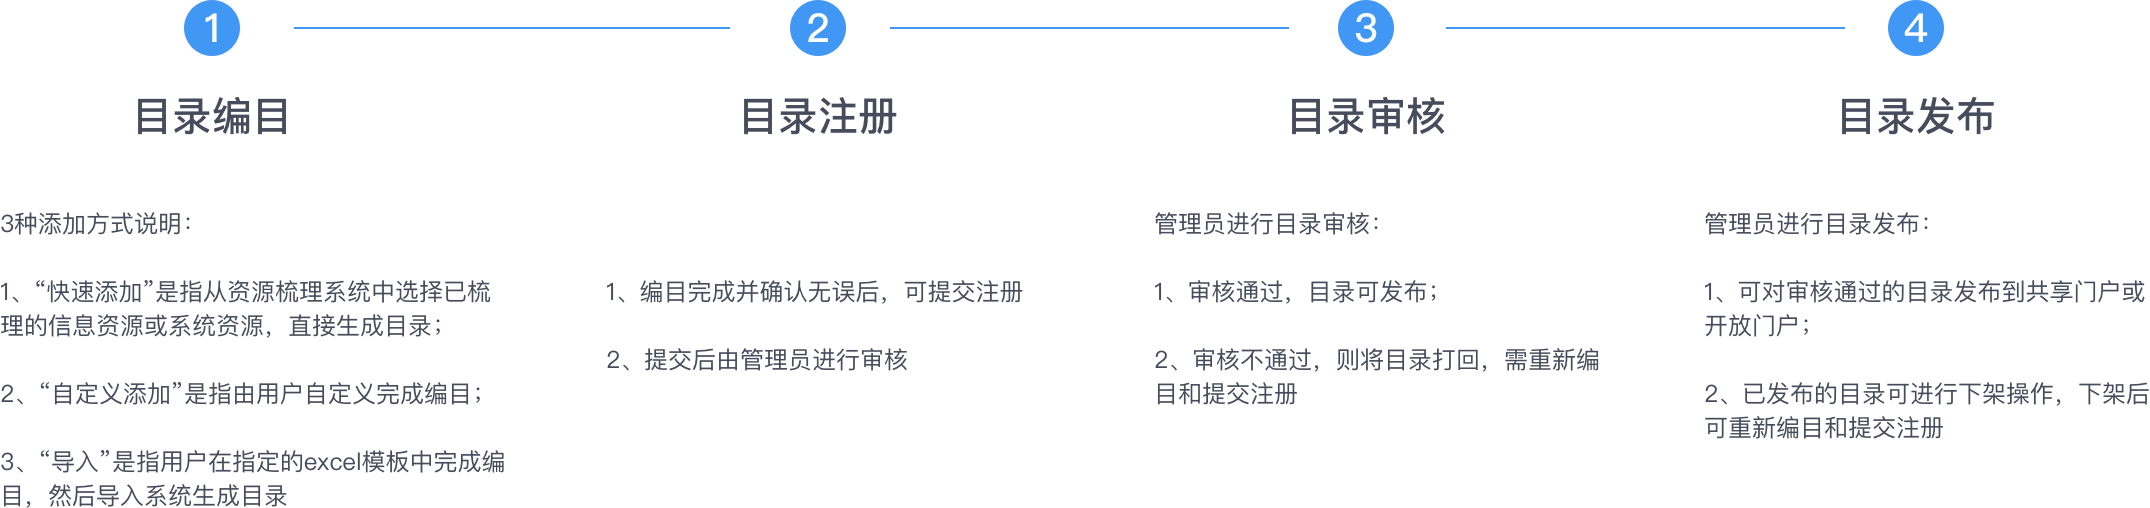 1
目录编目
3种添加方式说明：
1、“快速添加”是指从资源梳理系统中选择已梳
理的信息资源或系统资源，直接生成目录；
2、“自定义添加”是指由用户自定义完成编目；
3、“导入”是指用户在指定的excel模板中完成编
目，然后导入系统生成目录
2
目录注册
1、编目完成并确认无误后，可提交注册
2、提交后由管理员进行审核
3
目录审核
管理员进行目录审核：
1、审核通过，目录可发布；
2、审核不通过，则将目录打回，需重新编
目和提交注册
4
目录发布
管理员进行目录发布：
1、可对审核通过的目录发布到共享门户或
开放门户；
2、已发布的目录可进行下架操作，下架后
可重新编目和提交注册